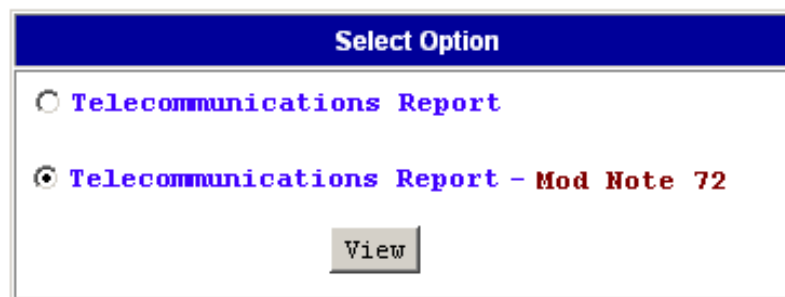 Select Option
Telecommunications Report
Telecommunications Report - Mod Note 72
View